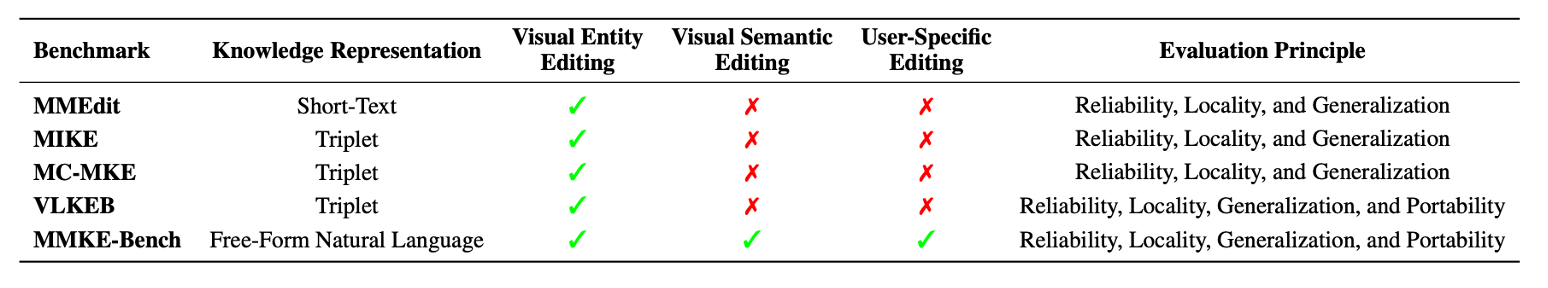 Benchmark Knowledge Representation Visual Entity Editing Visual Semantic Editing User-Specific Editing Evaluation Principle
MMEdit Short-Text ✓ ✗ ✗ Reliability, Locality, and Generalization
MIKE Triplet ✓ ✗ ✗ Reliability, Locality, and Generalization
MC-MKE Triplet ✓ ✗ ✗ Reliability, Locality, and Generalization
VLKEB Triplet ✓ ✗ ✗ Reliability, Locality, Generalization, and Portability
MMKE-Bench Free-Form Natural Language ✓ ✓ ✓ Reliability, Locality, Generalization, and Portability